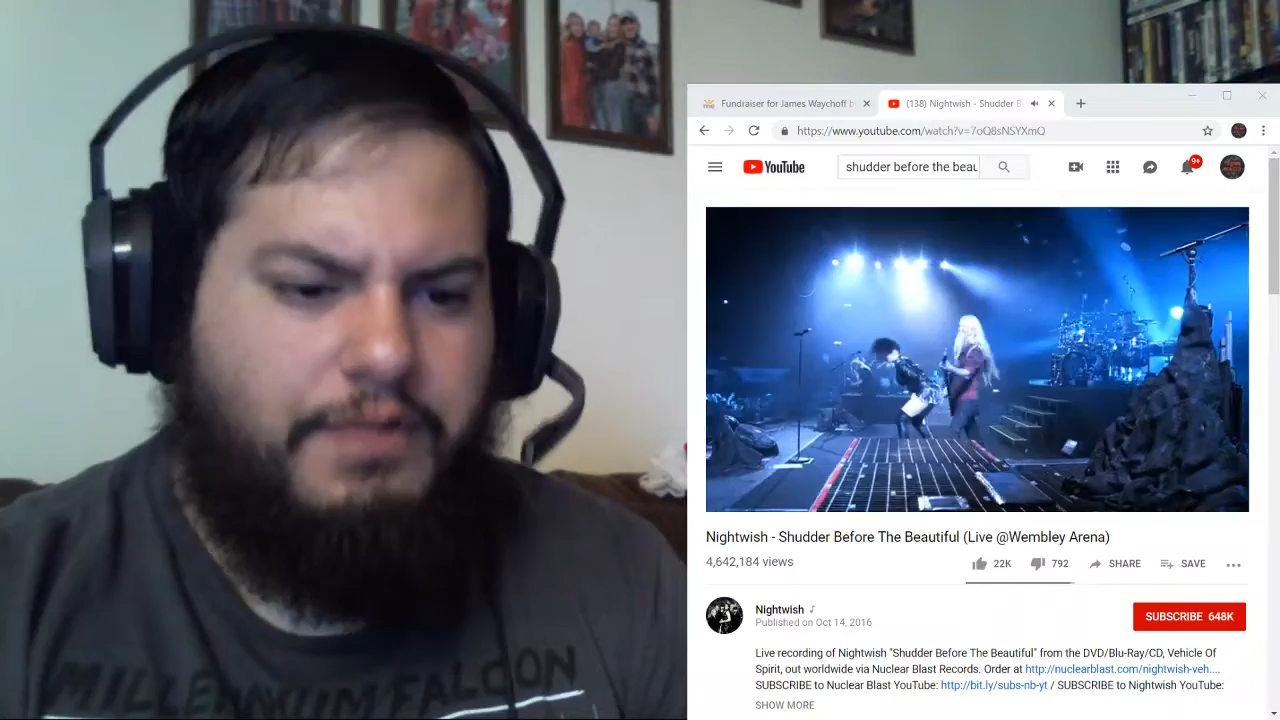 Fundraiser for James Waychoff b
(138) Nightwish - Shudder B
https://www.youtube.com/watch?v=7oQ8sNSYXmQ
YouTube
shudder before the beau
9+
Nightwish - Shudder Before The Beautiful (Live @Wembley Arena)
4,642,184 views
22K
792
SHARE
SAVE
Nightwish
Published on Oct 14, 2016
SUBSCRIBE 648K
Live recording of Nightwish "Shudder Before The Beautiful" from the DVD/Blu-Ray/CD, Vehicle Of
Spirit, out worldwide via Nuclear Blast Records. Order at http://nuclearblast.com/nightwish-veh....
SUBSCRIBE to Nuclear Blast YouTube: http://bit.ly/subs-nb-yt / SUBSCRIBE to Nightwish YouTube:
SHOW MORE
MILLENNIUM FALCON